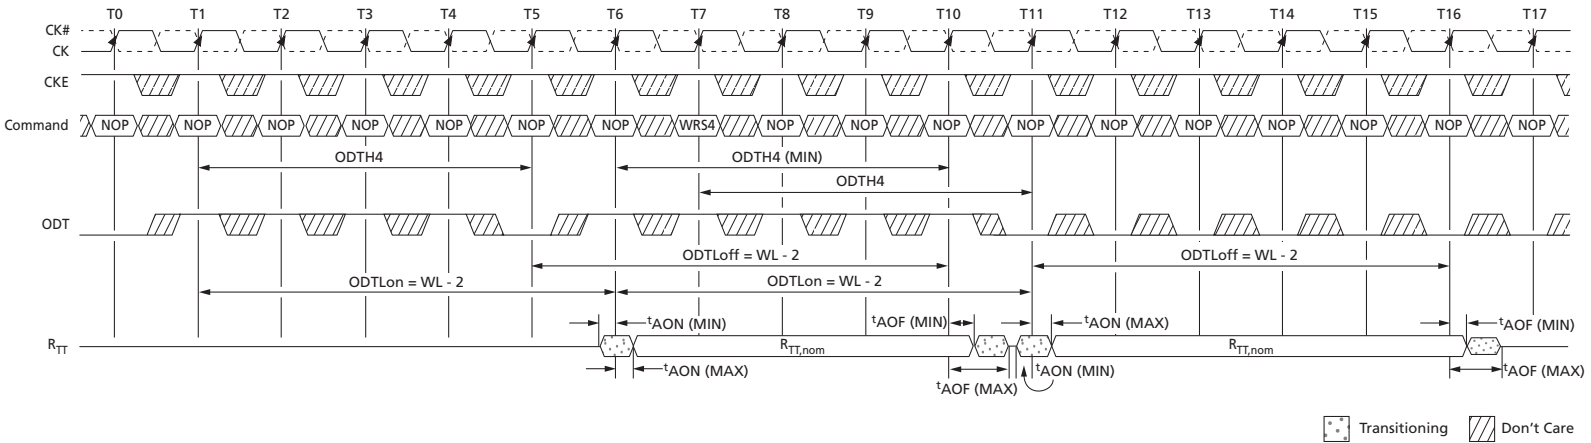 T0 T1 T2 T3 T4 T5 T6 T7 T8 T9 T10 T11 T12 T13 T14 T15 T16 T17
CK#
CK
CKE
Command NOP NOP NOP NOP NOP NOP NOP WRS4 NOP NOP NOP NOP NOP NOP NOP NOP NOP NOP
ODTH4 ODTH4 (MIN)
ODTH4
ODT
ODTLoff = WL - 2 ODTLoff = WL - 2
ODTLon = WL - 2 ODTLon = WL - 2
tAON (MIN) tAOF (MIN) tAON (MAX) tAOF (MIN)
RTT RTT,nom RTT,nom
tAON (MAX) tAON (MIN) tAOF (MAX)
tAOF (MAX)
Transitioning Don't Care